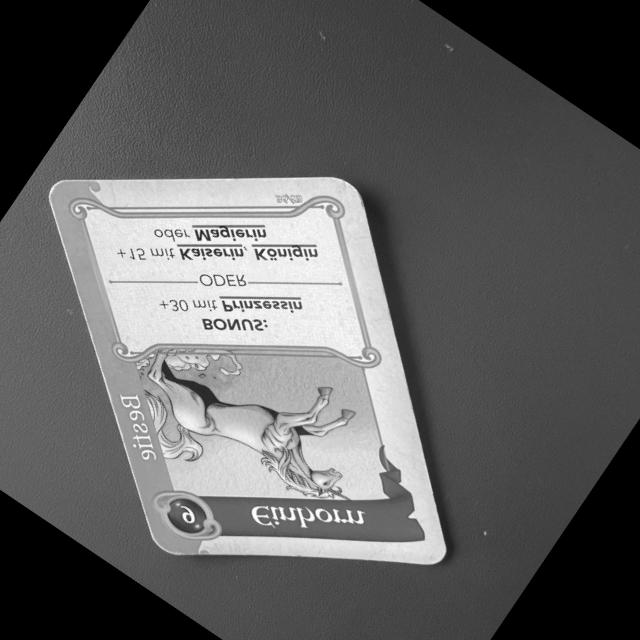 9
Einhorn
Bestie
BONUS:
+30 mit Prinzessin
ODER
+15 mit Kaiserin, Königin
oder Magierin